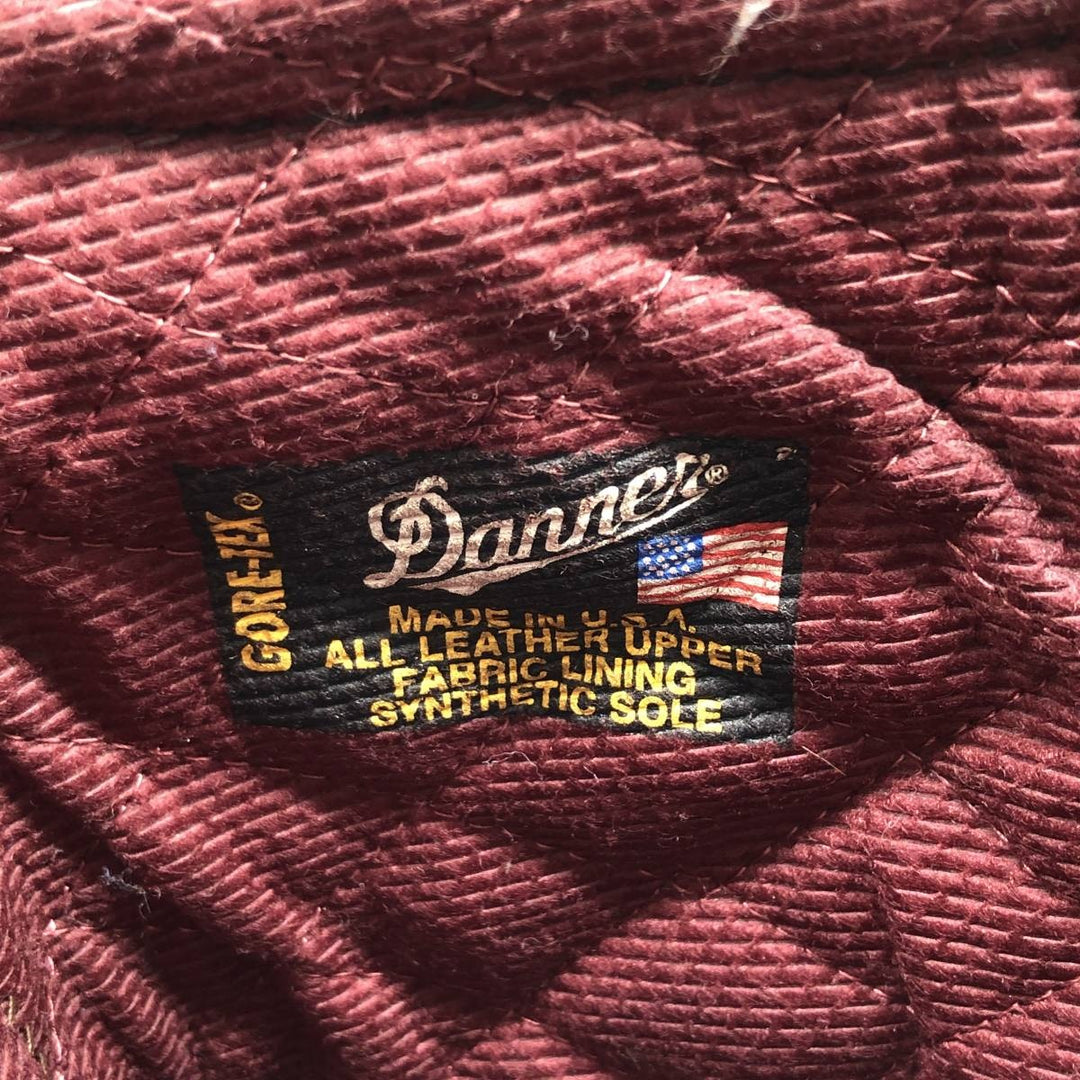 GORE-TEX®
Danner®
MADE IN U.S.A.
ALL LEATHER UPPER
FABRIC LINING
SYNTHETIC SOLE